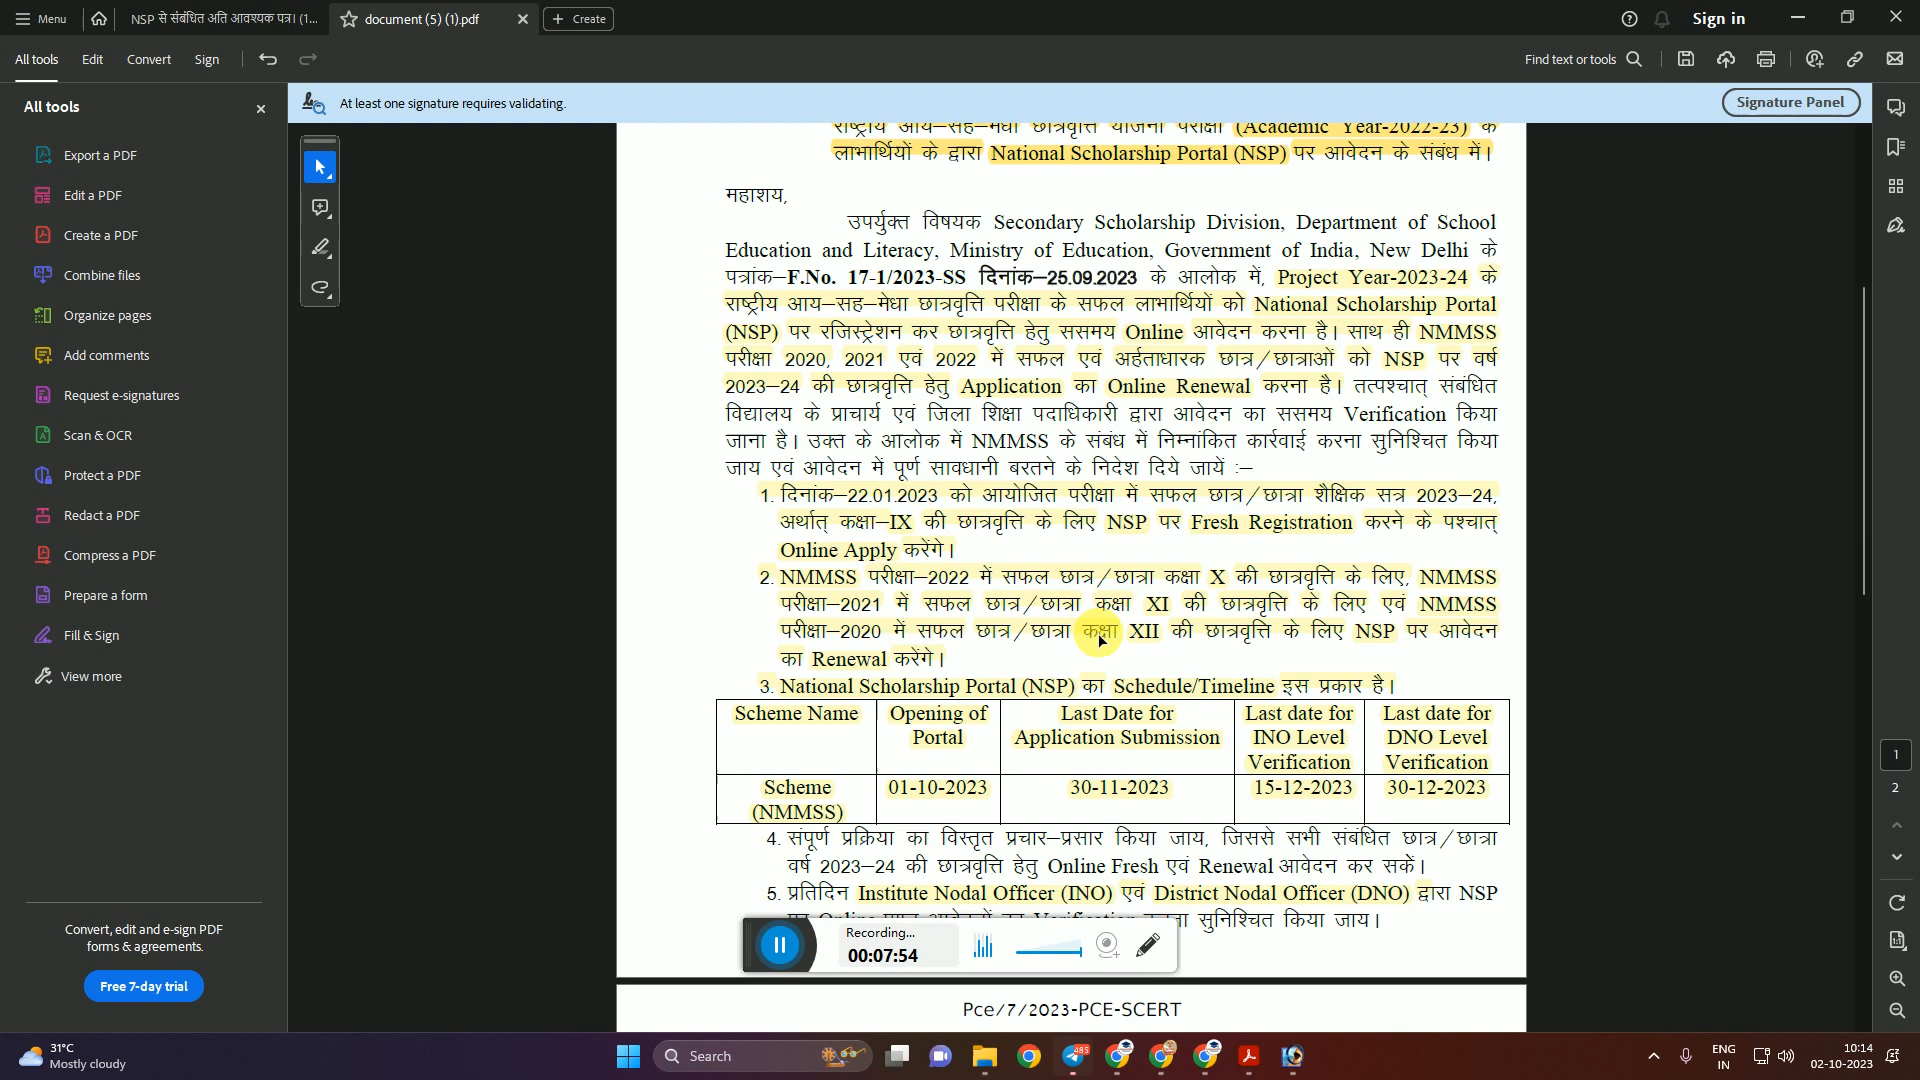 Menu
NSP से संबंधित अति आवश्यक पत्र। (1...
document (5) (1).pdf
Create
Sign in
All tools
Edit
Convert
Sign
Find text or tools
All tools
At least one signature requires validating.
Signature Panel
Export a PDF
Edit a PDF
Create a PDF
Combine files
Organize pages
Add comments
Request e-signatures
Scan & OCR
Protect a PDF
Redact a PDF
Compress a PDF
Prepare a form
Fill & Sign
View more
Convert, edit and e-sign PDF
forms & agreements.
Free 7-day trial
राष्ट्रीय आय–सह–मेधा छात्रवृत्ति योजना परीक्षा (Academic Year-2022-23) के
लाभार्थियों के द्वारा National Scholarship Portal (NSP) पर आवेदन के संबंध में।
महाशय,
उपर्युक्त विषयक Secondary Scholarship Division, Department of School
Education and Literacy, Ministry of Education, Government of India, New Delhi के
पत्रांक–F.No. 17-1/2023-SS दिनांक–25.09.2023 के आलोक में, Project Year-2023-24 के
राष्ट्रीय आय–सह–मेधा छात्रवृत्ति परीक्षा के सफल लाभार्थियों को National Scholarship Portal
(NSP) पर रजिस्ट्रेशन कर छात्रवृत्ति हेतु ससमय Online आवेदन करना है। साथ ही NMMSS
परीक्षा 2020, 2021 एवं 2022 में सफल एवं अर्हताधारक छात्र/छात्राओं को NSP पर वर्ष
2023–24 की छात्रवृत्ति हेतु Application का Online Renewal करना है। तत्पश्चात् संबंधित
विद्यालय के प्राचार्य एवं जिला शिक्षा पदाधिकारी द्वारा आवेदन का ससमय Verification किया
जाना है। उक्त के आलोक में NMMSS के संबंध में निम्नांकित कार्रवाई करना सुनिश्चित किया
जाय एवं आवेदन में पूर्ण सावधानी बरतने के निदेश दिये जायें :–
1. दिनांक–22.01.2023 को आयोजित परीक्षा में सफल छात्र/छात्रा शैक्षिक सत्र 2023–24,
अर्थात् कक्षा–IX की छात्रवृत्ति के लिए NSP पर Fresh Registration करने के पश्चात्
Online Apply करेंगे।
2. NMMSS परीक्षा–2022 में सफल छात्र/छात्रा कक्षा X की छात्रवृत्ति के लिए, NMMSS
परीक्षा–2021 में सफल छात्र/छात्रा कक्षा XI की छात्रवृत्ति के लिए एवं NMMSS
परीक्षा–2020 में सफल छात्र/छात्रा कक्षा XII की छात्रवृत्ति के लिए NSP पर आवेदन
का Renewal करेंगे।
3. National Scholarship Portal (NSP) का Schedule/Timeline इस प्रकार है।
Scheme Name Opening of Portal Last Date for Application Submission Last date for INO Level Verification Last date for DNO Level Verification
Scheme (NMMSS) 01-10-2023 30-11-2023 15-12-2023 30-12-2023
4. संपूर्ण प्रक्रिया का विस्तृत प्रचार–प्रसार किया जाय, जिससे सभी संबंधित छात्र/छात्रा
वर्ष 2023–24 की छात्रवृत्ति हेतु Online Fresh एवं Renewal आवेदन कर सकें।
5. प्रतिदिन Institute Nodal Officer (INO) एवं District Nodal Officer (DNO) द्वारा NSP
सुनिश्चित किया जाय।
Recording...
00:07:54
Pce/7/2023-PCE-SCERT
1
2
31°C
Mostly cloudy
Search
485
ENG
IN
10:14
02-10-2023